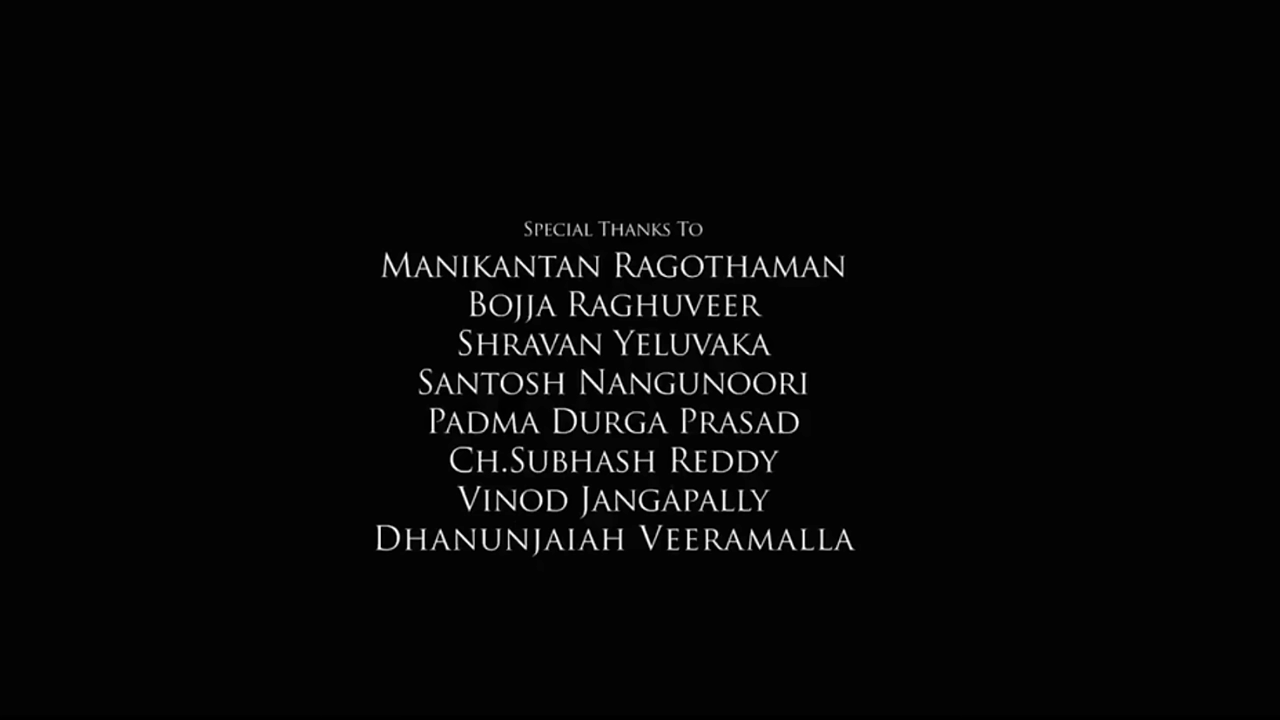 Special Thanks To
Manikantan Ragothaman
Bojja Raghuveer
Shravan Yeluvaka
Santosh Nangunoori
Padma Durga Prasad
Ch.Subhash Reddy
Vinod Jangapally
Dhanunjaiah Veeramalla